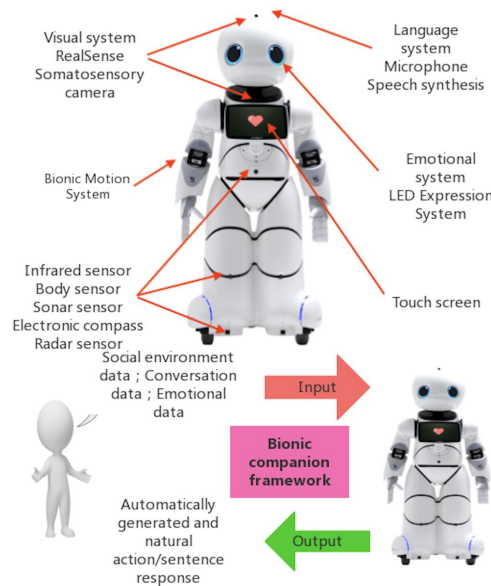 Visual system
RealSense
Somatosensory
camera
Language
system
Microphone
Speech synthesis
Bionic Motion
System
Emotional
system
LED Expression
System
Infrared sensor
Body sensor
Sonar sensor
Electronic compass
Radar sensor
Touch screen
Social environment
data ; Conversation
data ; Emotional
data
Input
Bionic
companion
framework
Automatically
generated and
natural
action/sentence
response
Output